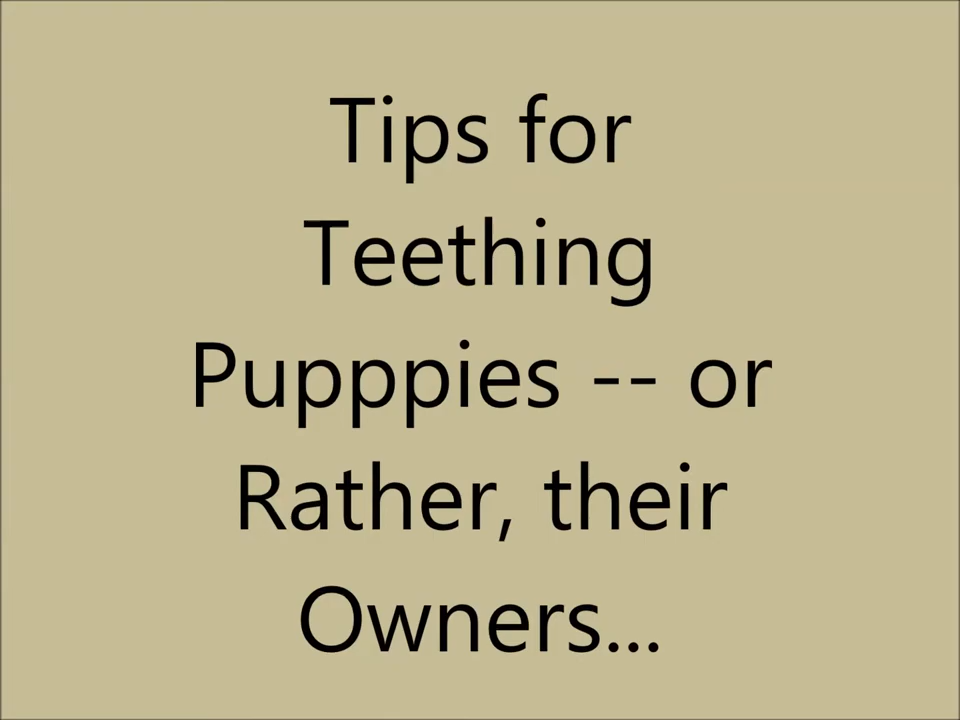 Tips for
Teething
Pupppies -- or
Rather, their
Owners...